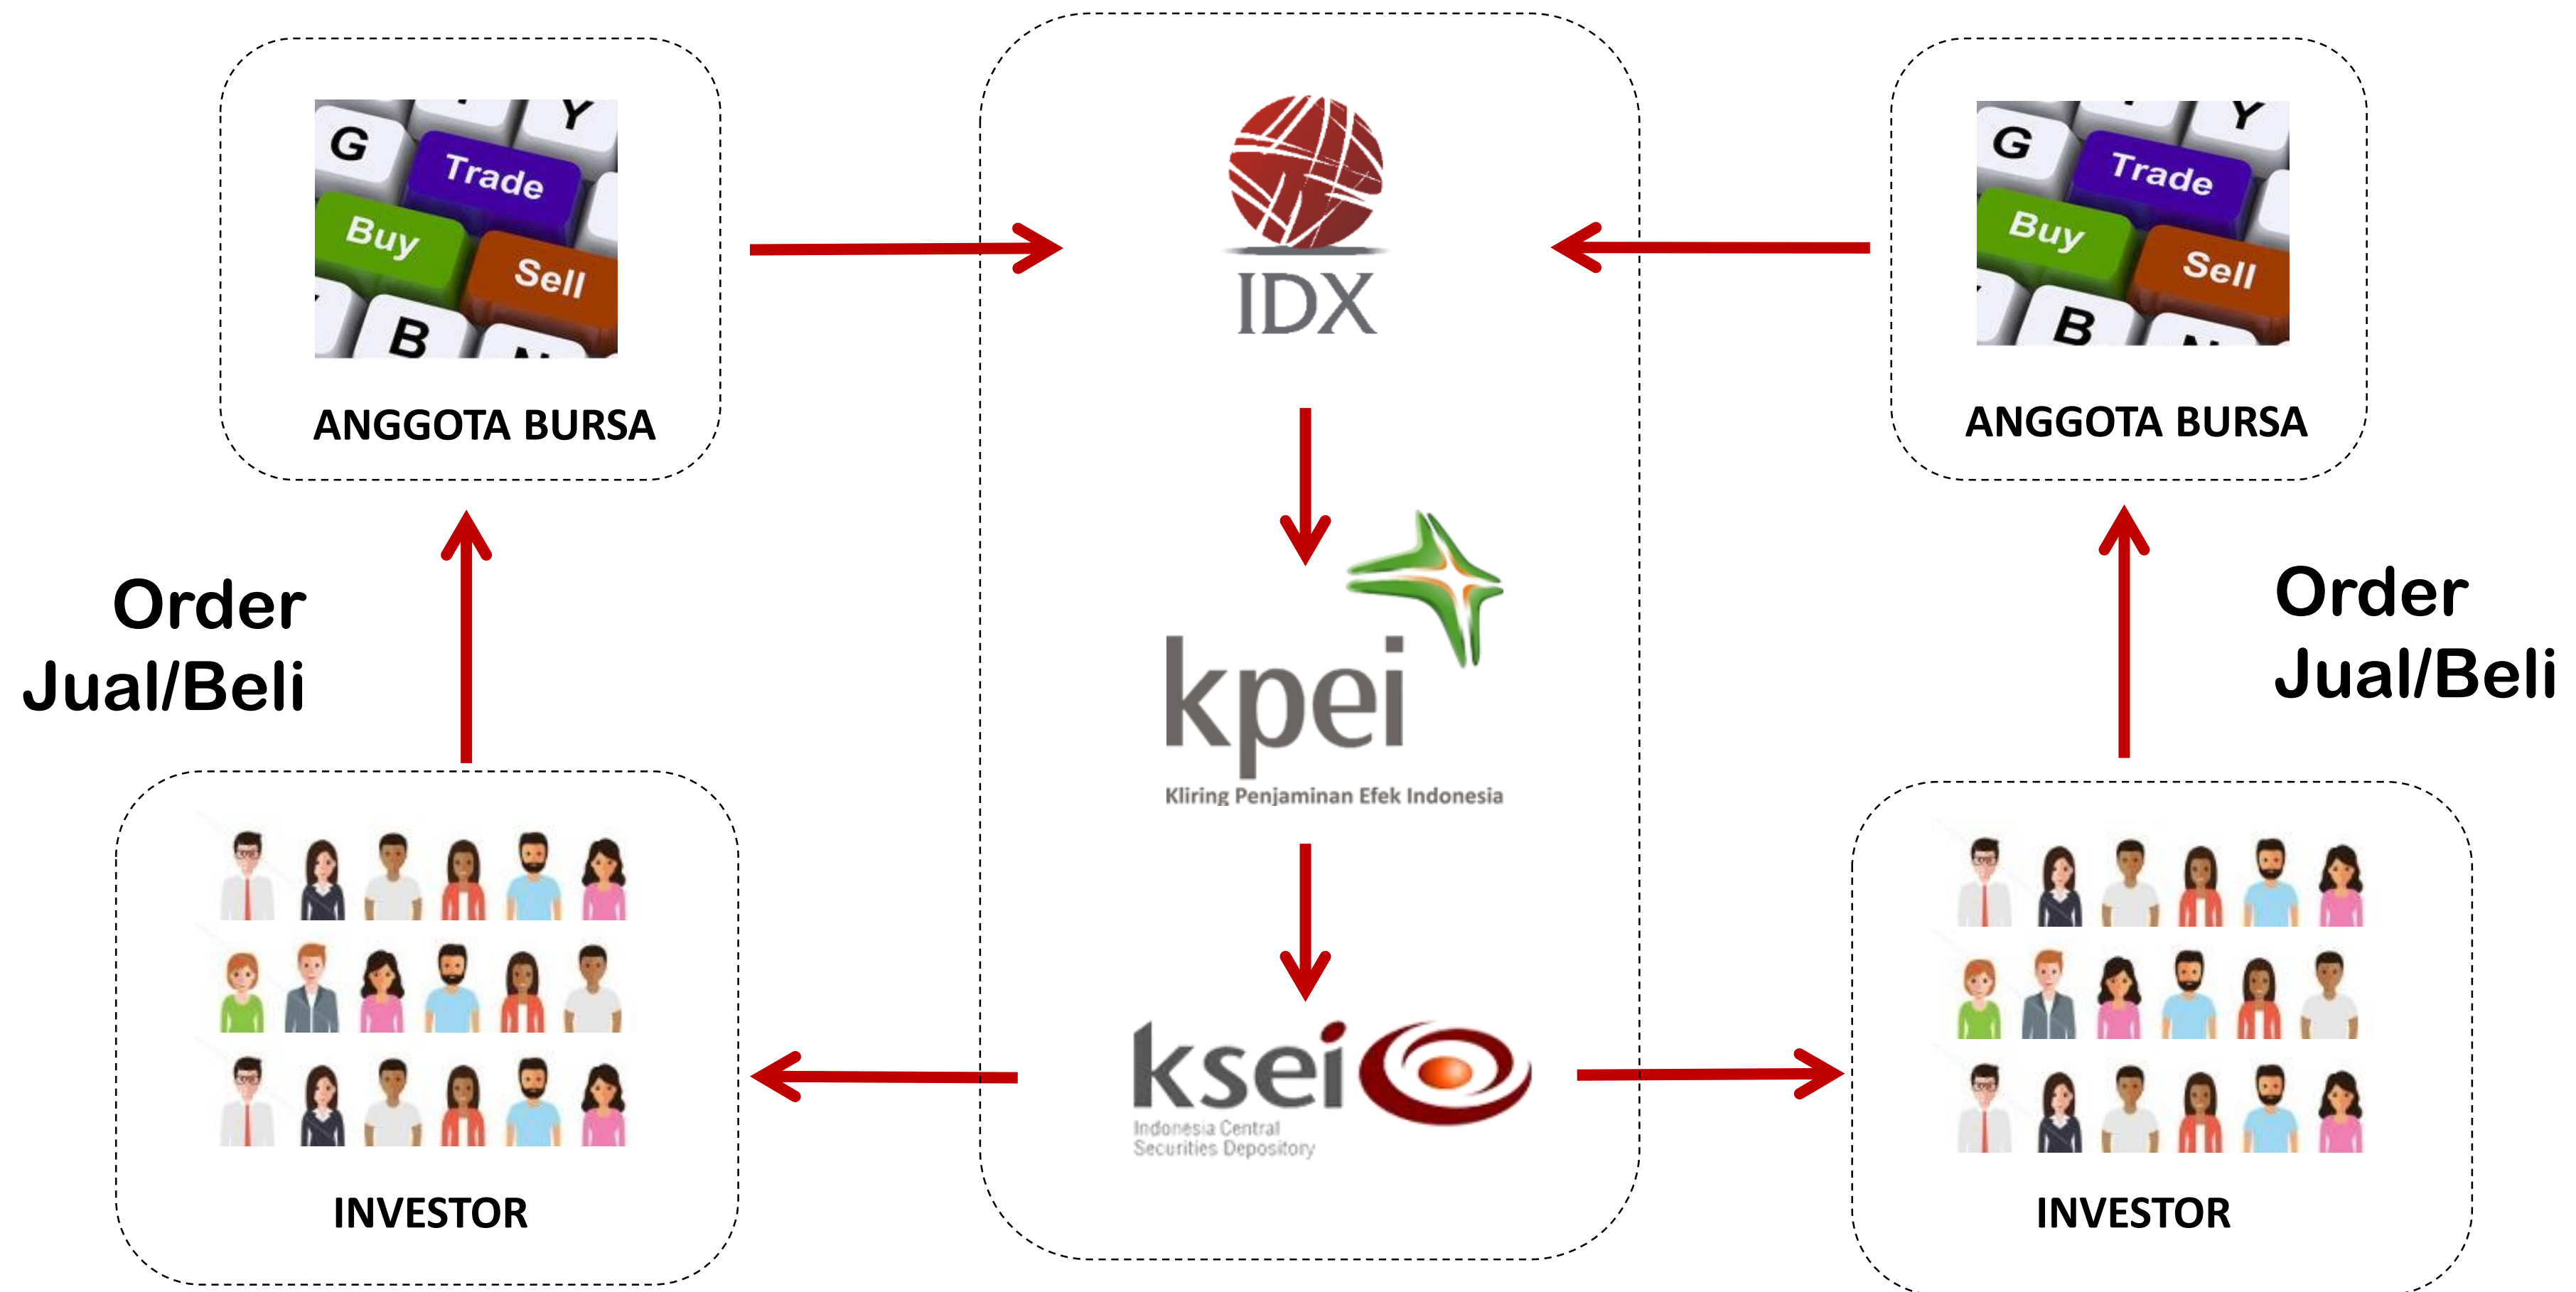 G
Y
Trade
Buy
Sell
B
N
ANGGOTA BURSA
IDX
G
Y
Trade
Buy
Sell
B
N
ANGGOTA BURSA
Order
Jual/Beli
kpei
Kliring Penjaminan Efek Indonesia
Order
Jual/Beli
INVESTOR
ksei
Indonesia Central
Securities Depository
INVESTOR